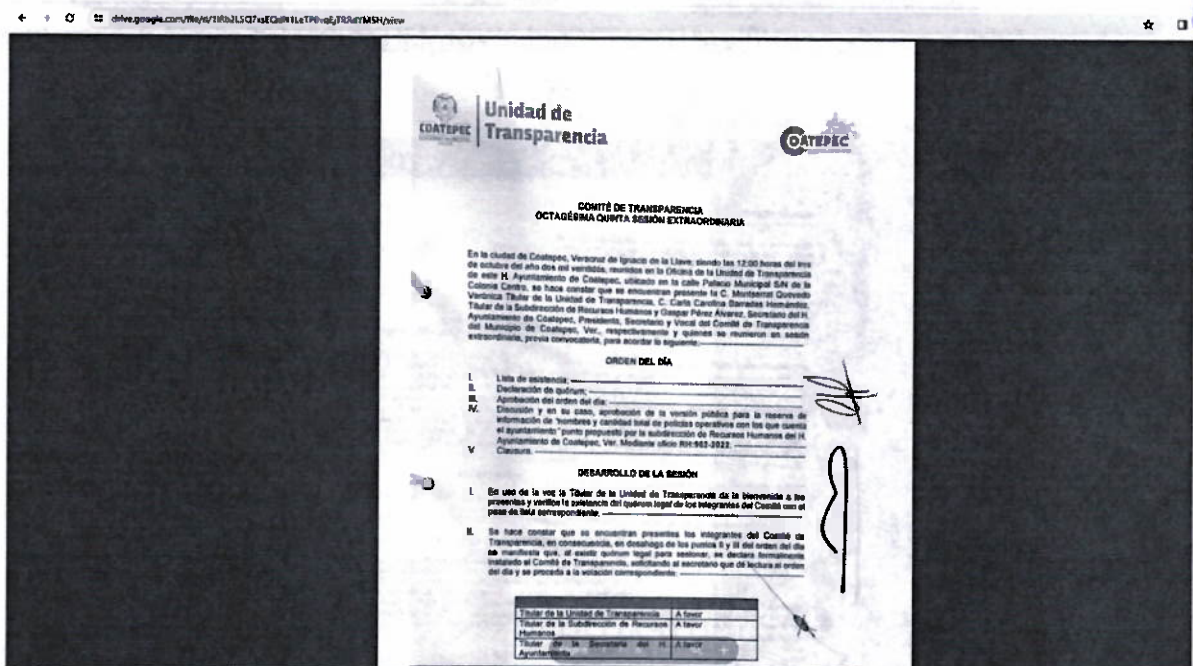 Unidad de
Transparencia
COATEPEC
COATEPEC
COMITÉ DE TRANSPARENCIA
OCTAGÉSIMA QUINTA SESIÓN EXTRAORDINARIA
En la ciudad de Coatepec, Veracruz de Ignacio de la Llave; siendo las 12:00 horas del tres
de octubre del año dos mil veintidós, reunidos en la Oficina de la Unidad de Transparencia
de este H. Ayuntamiento de Coatepec, ubicado en la calle Palacio Municipal S/N de la
Colonia Centro, se hace constar que se encuentran presente la C. Montserrat Quevedo
Verónica Titular de la Unidad de Transparencia, C. Carla Carolina Barradas Hernández,
Titular de la Subdirección de Recursos Humanos y Gaspar Pérez Álvarez, Secretario del H.
Ayuntamiento de Coatepec, Presidenta, Secretario y Vocal del Comité de Transparencia
del Municipio de Coatepec, Ver., respectivamente y quienes se reunieron en sesión
extraordinaria, previa convocatoria, para acordar lo siguiente:
ORDEN DEL DÍA
I. Lista de asistencia;
II. Declaración de quórum;
III. Aprobación del orden del día;
IV. Discusión y en su caso, aprobación de la versión pública para la reserva de
información de "nombres y cantidad total de policías operativos con los que cuenta
el ayuntamiento" punto propuesto por la subdirección de Recursos Humanos del H.
Ayuntamiento de Coatepec, Ver. Mediante oficio
V Clausura.
DESARROLLO DE LA SESIÓN
I. En uso de la voz la Titular de la Unidad de Transparencia da la bienvenida a los
presentes y verifica la existencia del quórum legal de los integrantes del Comité con el
pase de lista correspondiente;
II. Se hace constar que se encuentran presentes los integrantes del Comité de
Transparencia, en consecuencia, en desahogo de los puntos II y III del orden del día
se manifiesta que, al existir quórum legal para sesionar, se declara formalmente
instalado el Comité de Transparencia, solicitando al secretario que dé lectura al orden
del día y se proceda a la votación correspondiente;
Titular de la Unidad de Transparencia A favor
Titular de la Subdirección de Recursos A favor
Humanos
Titular de la Secretaría del H. A favor
Ayuntamiento